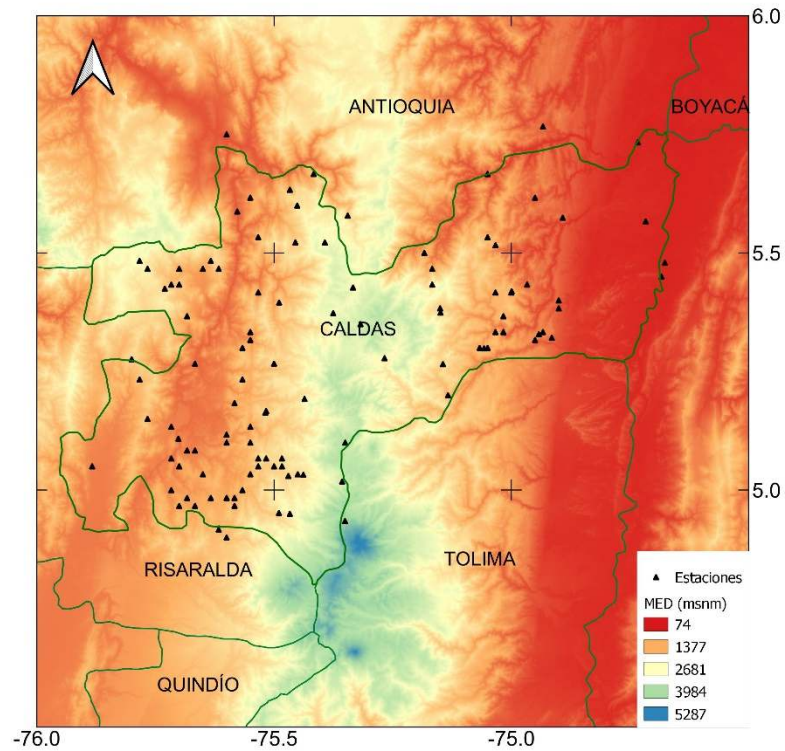 6.0
ANTIOQUIA
BOYACÁ
5.5
CALDAS
5.0
RISARALDA
TOLIMA
QUINDÍO
Estaciones
MED (msnm)
74
1377
2681
3984
5287
-76.0
-75.5
-75.0